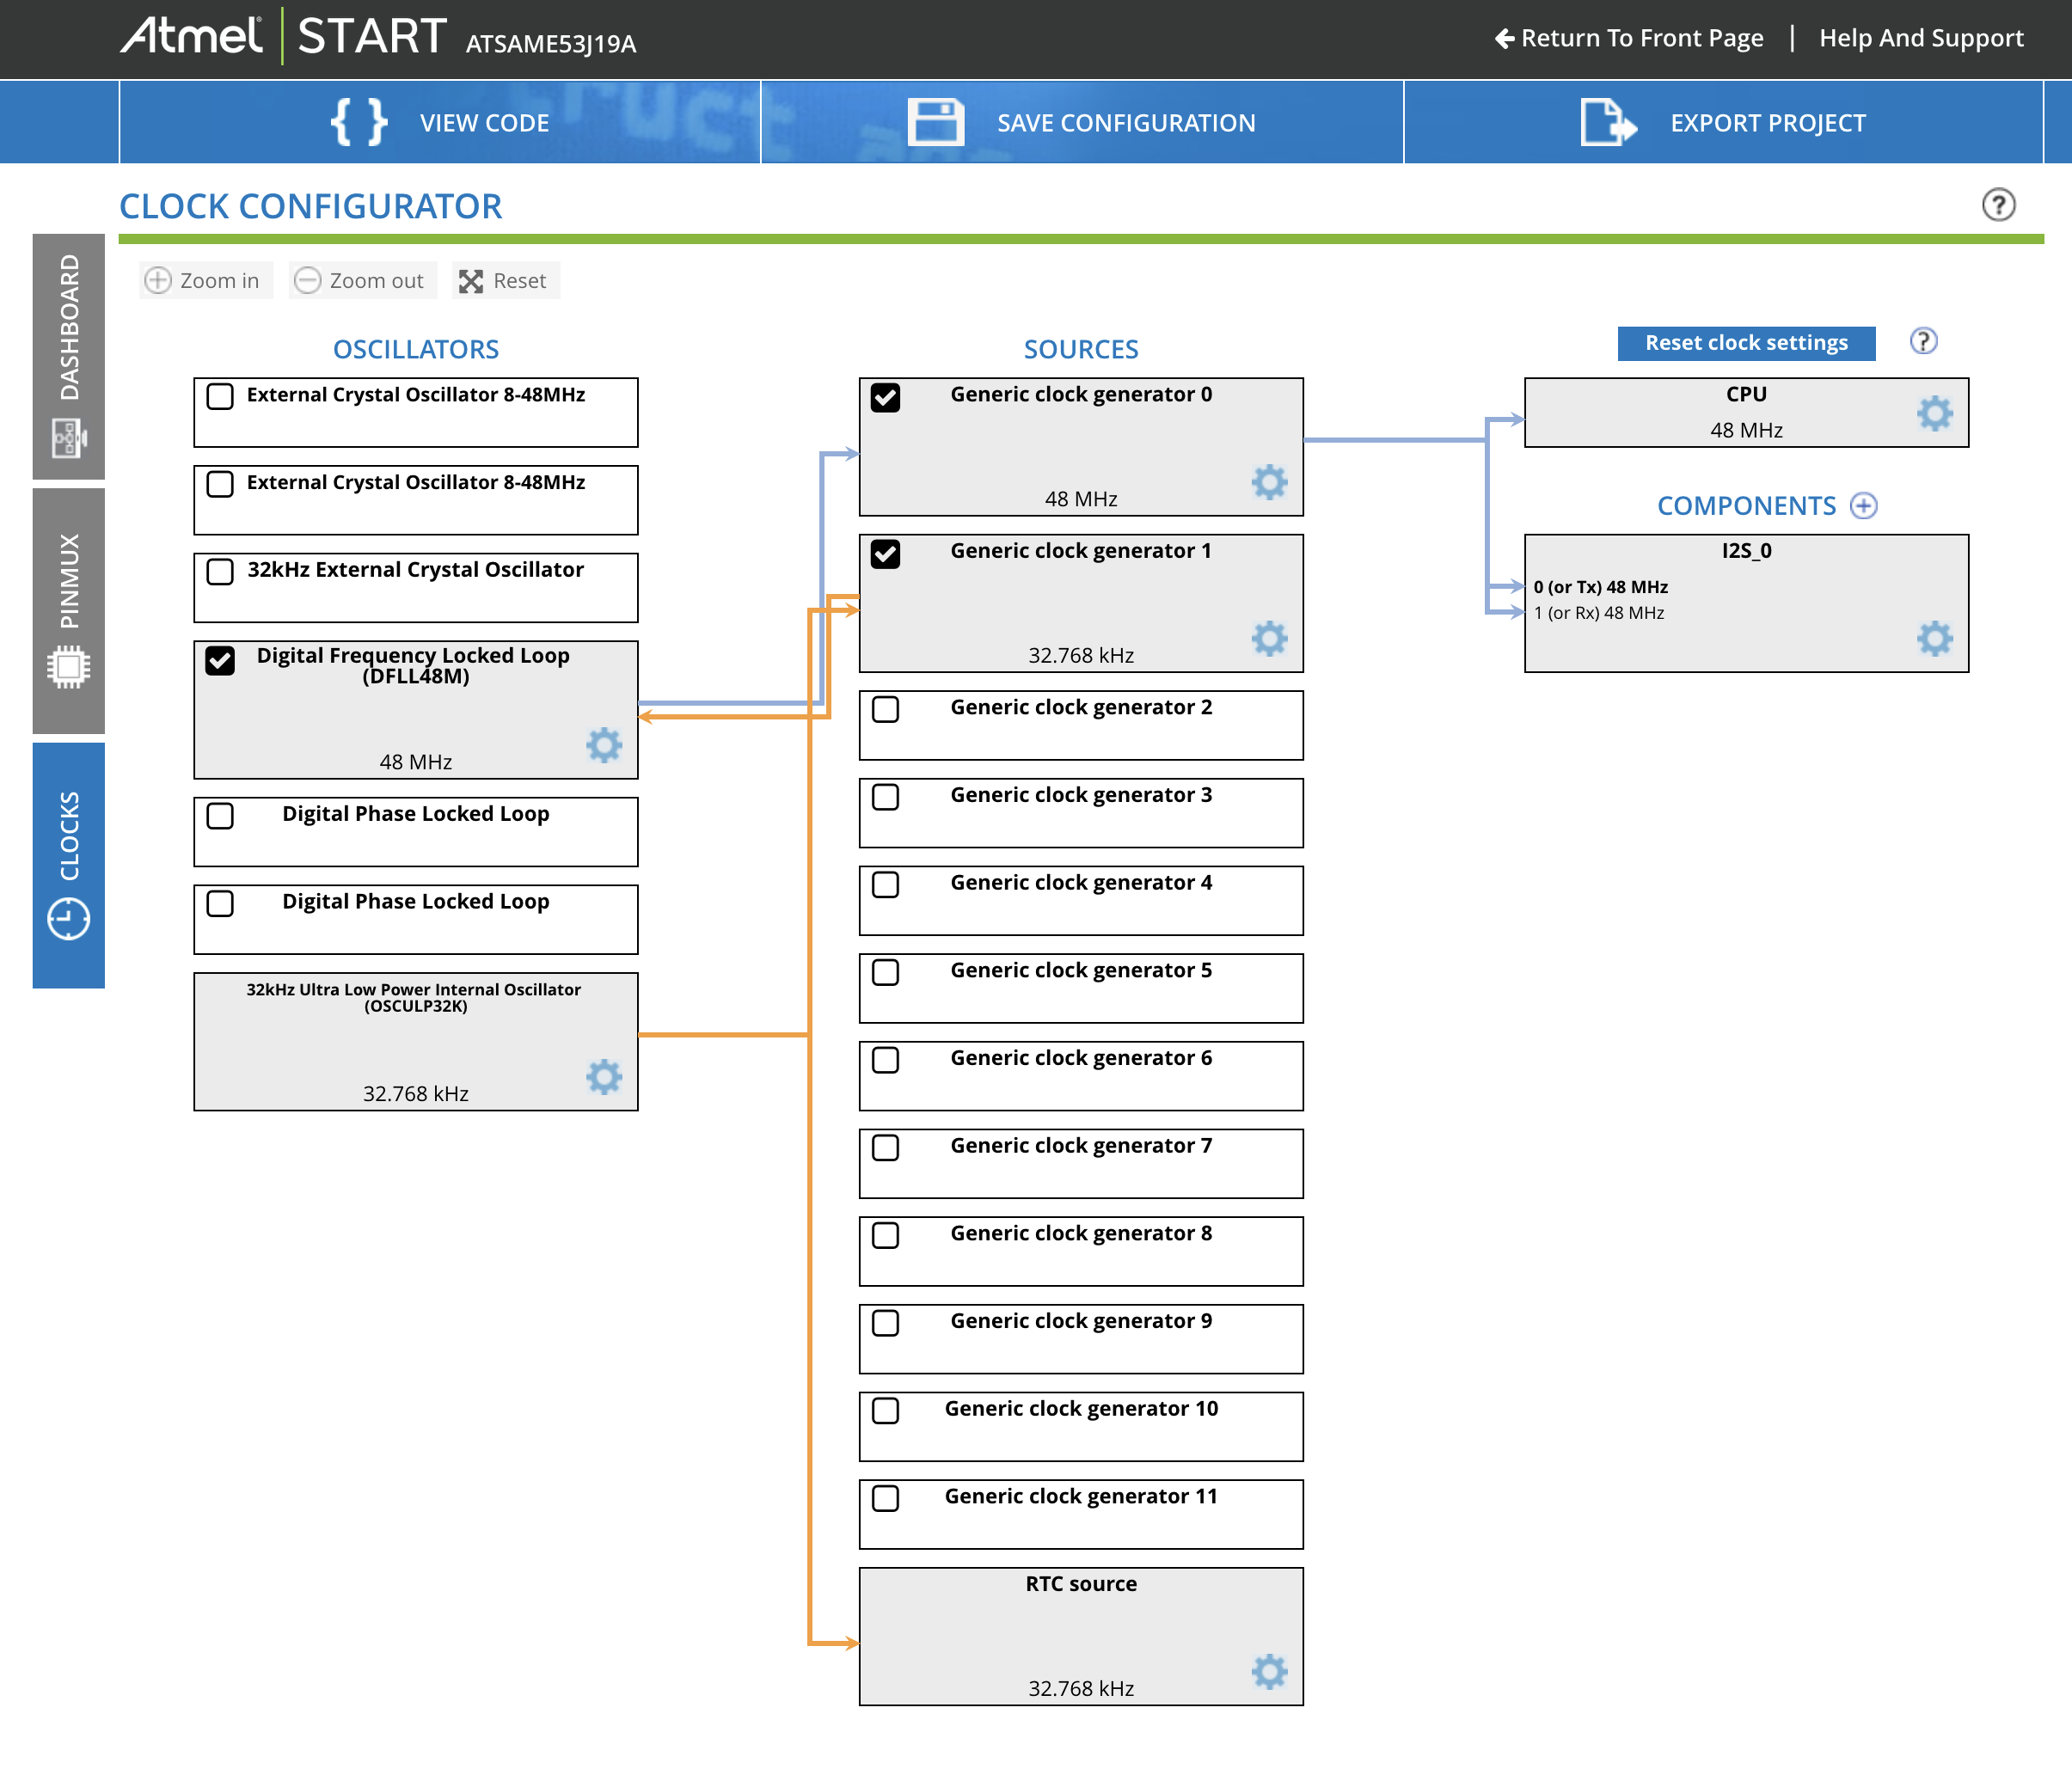 Atmel START ATSAME53J19A
Return To Front Page | Help And Support
VIEW CODE
SAVE CONFIGURATION
EXPORT PROJECT
CLOCK CONFIGURATOR
?
DASHBOARD
PINMUX
CLOCKS
Zoom in
Zoom out
Reset
OSCILLATORS
External Crystal Oscillator 8-48MHz
External Crystal Oscillator 8-48MHz
32kHz External Crystal Oscillator
Digital Frequency Locked Loop
(DFLL48M)
48 MHz
Digital Phase Locked Loop
Digital Phase Locked Loop
32kHz Ultra Low Power Internal Oscillator
(OSCULP32K)
32.768 kHz
SOURCES
Generic clock generator 0
48 MHz
Generic clock generator 1
32.768 kHz
Generic clock generator 2
Generic clock generator 3
Generic clock generator 4
Generic clock generator 5
Generic clock generator 6
Generic clock generator 7
Generic clock generator 8
Generic clock generator 9
Generic clock generator 10
Generic clock generator 11
RTC source
32.768 kHz
Reset clock settings
?
CPU
48 MHz
COMPONENTS
I2S_0
0 (or Tx) 48 MHz
1 (or Rx) 48 MHz